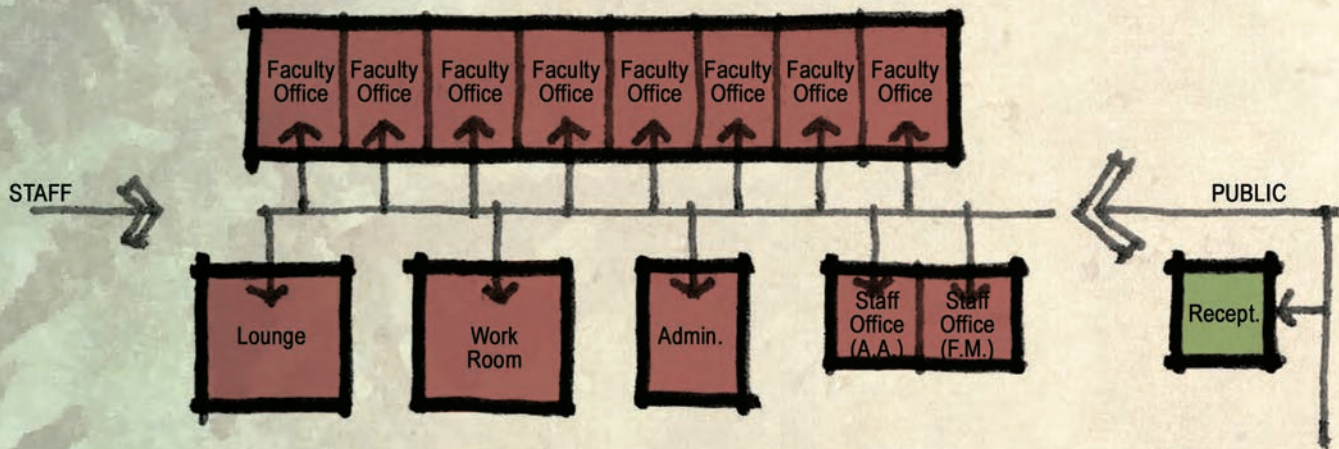 Faculty
Office
Faculty
Office
Faculty
Office
Faculty
Office
Faculty
Office
Faculty
Office
Faculty
Office
Faculty
Office
STAFF
PUBLIC
Lounge
Work
Room
Admin.
Staff
Office
(A.A.)
Staff
Office
(F.M.)
Recept.